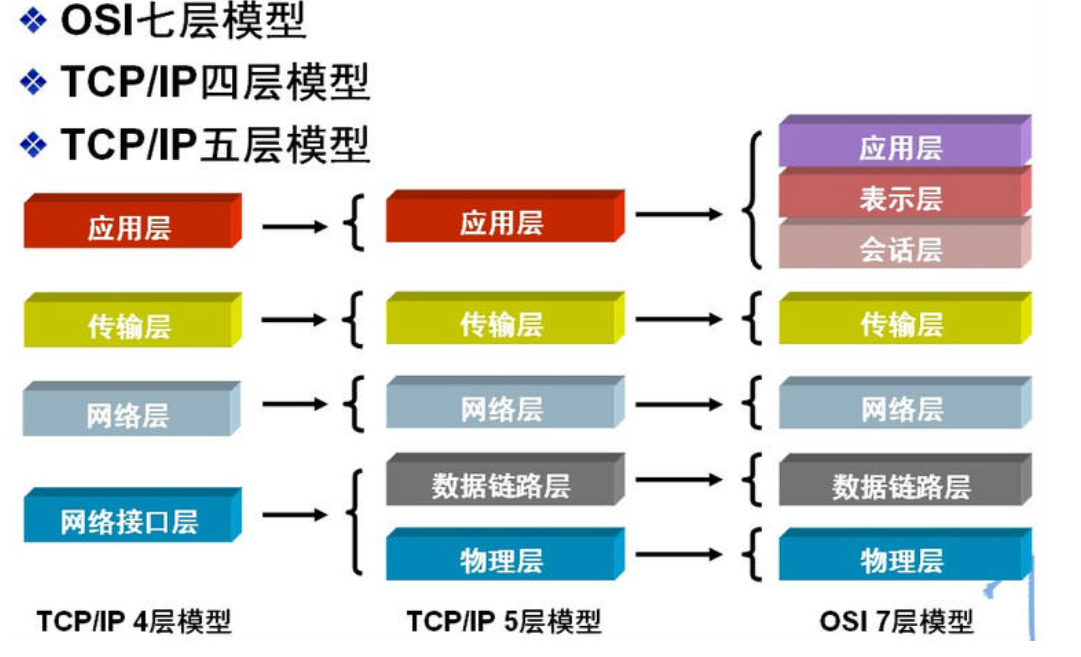 OSI七层模型
TCP/IP四层模型
TCP/IP五层模型
应用层
传输层
网络层
网络接口层
TCP/IP 4层模型
应用层
传输层
网络层
数据链路层
物理层
TCP/IP 5层模型
应用层
表示层
会话层
传输层
网络层
数据链路层
物理层
OSI 7层模型